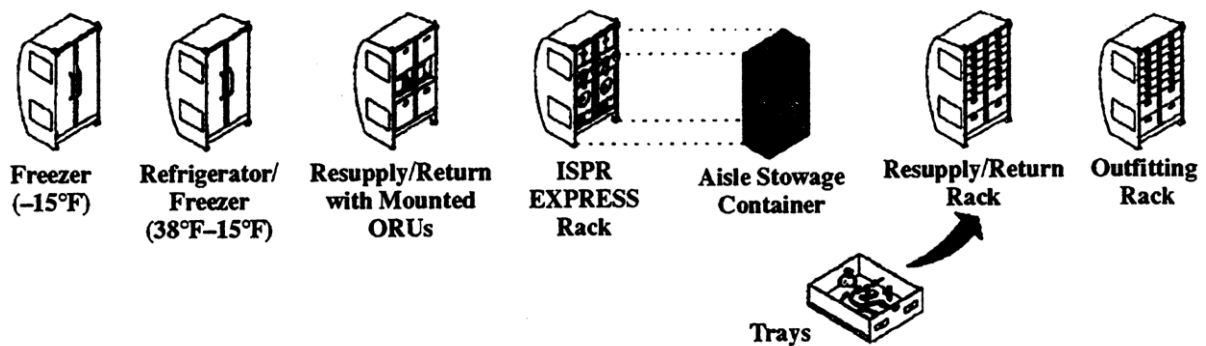 Freezer
(–15°F)
Refrigerator/
Freezer
(38°F–15°F)
Resupply/Return
with Mounted
ORUs
ISPR
EXPRESS
Rack
Aisle Stowage
Container
Resupply/Return
Rack
Outfitting
Rack
Trays